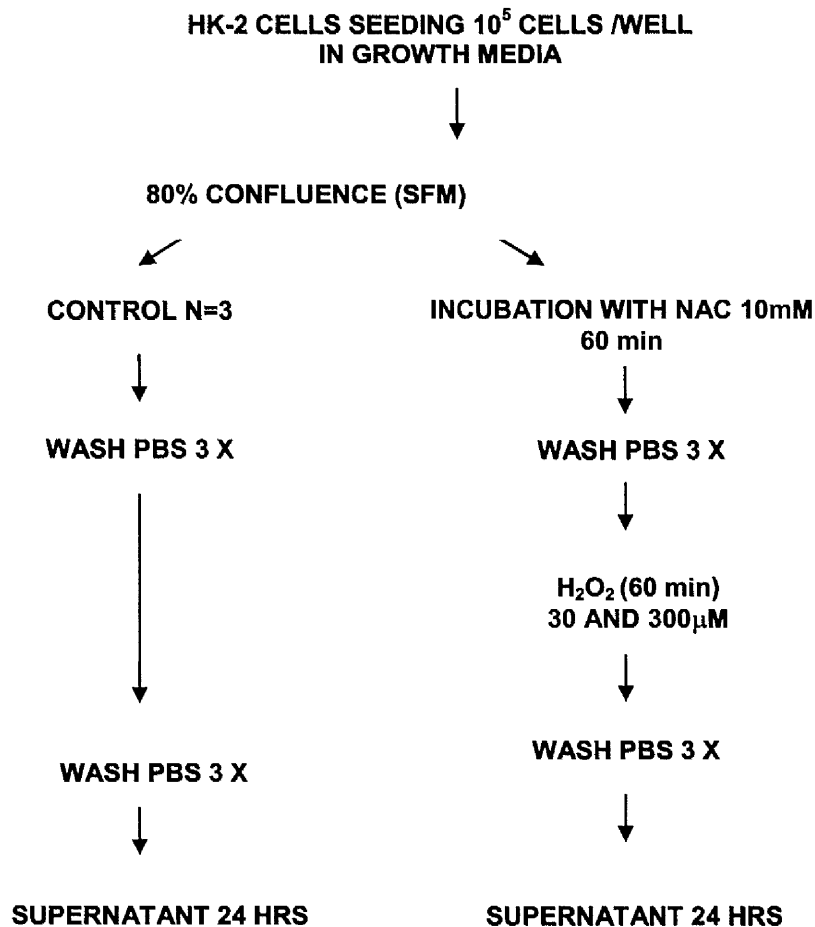 HK-2 CELLS SEEDING 10⁵ CELLS /WELL
IN GROWTH MEDIA
80% CONFLUENCE (SFM)
CONTROL N=3
INCUBATION WITH NAC 10mM
60 min
WASH PBS 3 X
WASH PBS 3 X
H₂O₂ (60 min)
30 AND 300μM
WASH PBS 3 X
WASH PBS 3 X
SUPERNATANT 24 HRS
SUPERNATANT 24 HRS